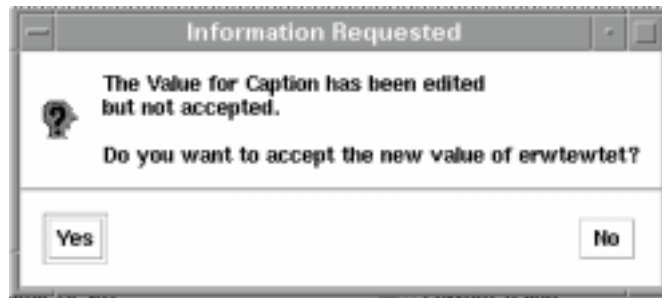 Information Requested
The Value for Caption has been edited
but not accepted.
Do you want to accept the new value of erwtewtet?
Yes
No